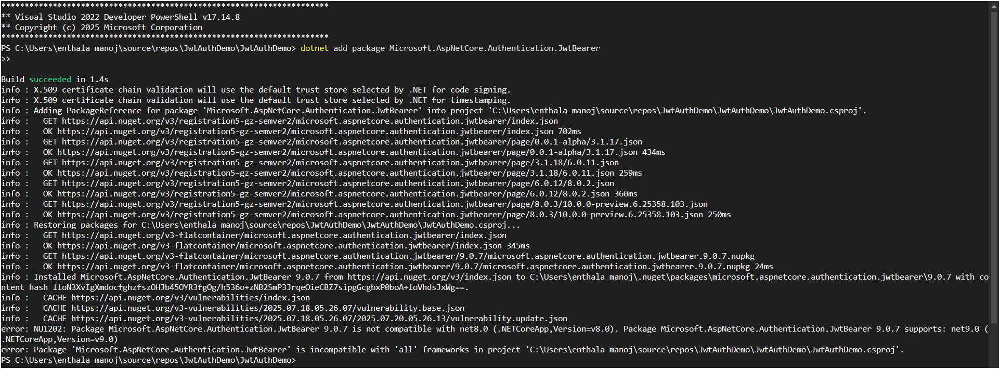 **********************************************************************
** Visual Studio 2022 Developer PowerShell v17.14.8
** Copyright (c) 2025 Microsoft Corporation
**********************************************************************
PS C:\Users\enthala manoj\source\repos\JwtAuthDemo\JwtAuthDemo> dotnet add package Microsoft.AspNetCore.Authentication.JwtBearer
>>
Build succeeded in 1.4s
info : X.509 certificate chain validation will use the default trust store selected by .NET for code signing.
info : X.509 certificate chain validation will use the default trust store selected by .NET for timestamping.
info : Adding PackageReference for package 'Microsoft.AspNetCore.Authentication.JwtBearer' into project 'C:\Users\enthala manoj\source\repos\JwtAuthDemo\JwtAuthDemo\JwtAuthDemo.csproj'.
info :   GET https://api.nuget.org/v3/registration5-gz-semver2/microsoft.aspnetcore.authentication.jwtbearer/index.json
info :   OK https://api.nuget.org/v3/registration5-gz-semver2/microsoft.aspnetcore.authentication.jwtbearer/index.json 702ms
info :   GET https://api.nuget.org/v3/registration5-gz-semver2/microsoft.aspnetcore.authentication.jwtbearer/page/0.0.1-alpha/3.1.17.json
info :   OK https://api.nuget.org/v3/registration5-gz-semver2/microsoft.aspnetcore.authentication.jwtbearer/page/0.0.1-alpha/3.1.17.json 434ms
info :   GET https://api.nuget.org/v3/registration5-gz-semver2/microsoft.aspnetcore.authentication.jwtbearer/page/3.1.18/6.0.11.json
info :   OK https://api.nuget.org/v3/registration5-gz-semver2/microsoft.aspnetcore.authentication.jwtbearer/page/3.1.18/6.0.11.json 259ms
info :   GET https://api.nuget.org/v3/registration5-gz-semver2/microsoft.aspnetcore.authentication.jwtbearer/page/6.0.12/8.0.2.json
info :   OK https://api.nuget.org/v3/registration5-gz-semver2/microsoft.aspnetcore.authentication.jwtbearer/page/6.0.12/8.0.2.json 360ms
info :   GET https://api.nuget.org/v3/registration5-gz-semver2/microsoft.aspnetcore.authentication.jwtbearer/page/8.0.3/10.0.0-preview.6.25358.103.json
info :   OK https://api.nuget.org/v3/registration5-gz-semver2/microsoft.aspnetcore.authentication.jwtbearer/page/8.0.3/10.0.0-preview.6.25358.103.json 250ms
info : Restoring packages for C:\Users\enthala manoj\source\repos\JwtAuthDemo\JwtAuthDemo\JwtAuthDemo.csproj...
info :   GET https://api.nuget.org/v3-flatcontainer/microsoft.aspnetcore.authentication.jwtbearer/index.json
info :   OK https://api.nuget.org/v3-flatcontainer/microsoft.aspnetcore.authentication.jwtbearer/index.json 345ms
info :   GET https://api.nuget.org/v3-flatcontainer/microsoft.aspnetcore.authentication.jwtbearer/9.0.7/microsoft.aspnetcore.authentication.jwtbearer.9.0.7.nupkg
info :   OK https://api.nuget.org/v3-flatcontainer/microsoft.aspnetcore.authentication.jwtbearer/9.0.7/microsoft.aspnetcore.authentication.jwtbearer.9.0.7.nupkg 24ms
info : Installed Microsoft.AspNetCore.Authentication.JwtBearer 9.0.7 from https://api.nuget.org/v3/index.json to C:\Users\enthala manoj\.nuget\packages\microsoft.aspnetcore.authentication.jwtbearer\9.0.7 with co
ntent hash lloN3XvIgXmdocfghzfszOHJb45OYR3fgOg/h536o+zNB2SmP3JrqeOieCBZ7sipgGcgbxP0boA+loVhdsJxWg==.
info :   CACHE https://api.nuget.org/v3/vulnerabilities/index.json
info :   CACHE https://api.nuget.org/v3-vulnerabilities/2025.07.18.05.26.07/vulnerability.base.json
info :   CACHE https://api.nuget.org/v3-vulnerabilities/2025.07.18.05.26.07/2025.07.20.05.26.13/vulnerability.update.json
error: NU1202: Package Microsoft.AspNetCore.Authentication.JwtBearer 9.0.7 is not compatible with net8.0 (.NETCoreApp,Version=v8.0). Package Microsoft.AspNetCore.Authentication.JwtBearer 9.0.7 supports: net9.0 (
.NETCoreApp,Version=v9.0)
error: Package 'Microsoft.AspNetCore.Authentication.JwtBearer' is incompatible with 'all' frameworks in project 'C:\Users\enthala manoj\source\repos\JwtAuthDemo\JwtAuthDemo\JwtAuthDemo.csproj'.
PS C:\Users\enthala manoj\source\repos\JwtAuthDemo\JwtAuthDemo>